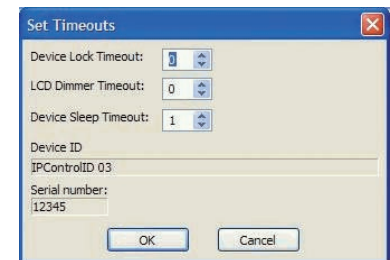 Set Timeouts
Device Lock Timeout: 0
LCD Dimmer Timeout: 0
Device Sleep Timeout: 1
Device ID
IPControlID 03
Serial number:
12345
OK Cancel